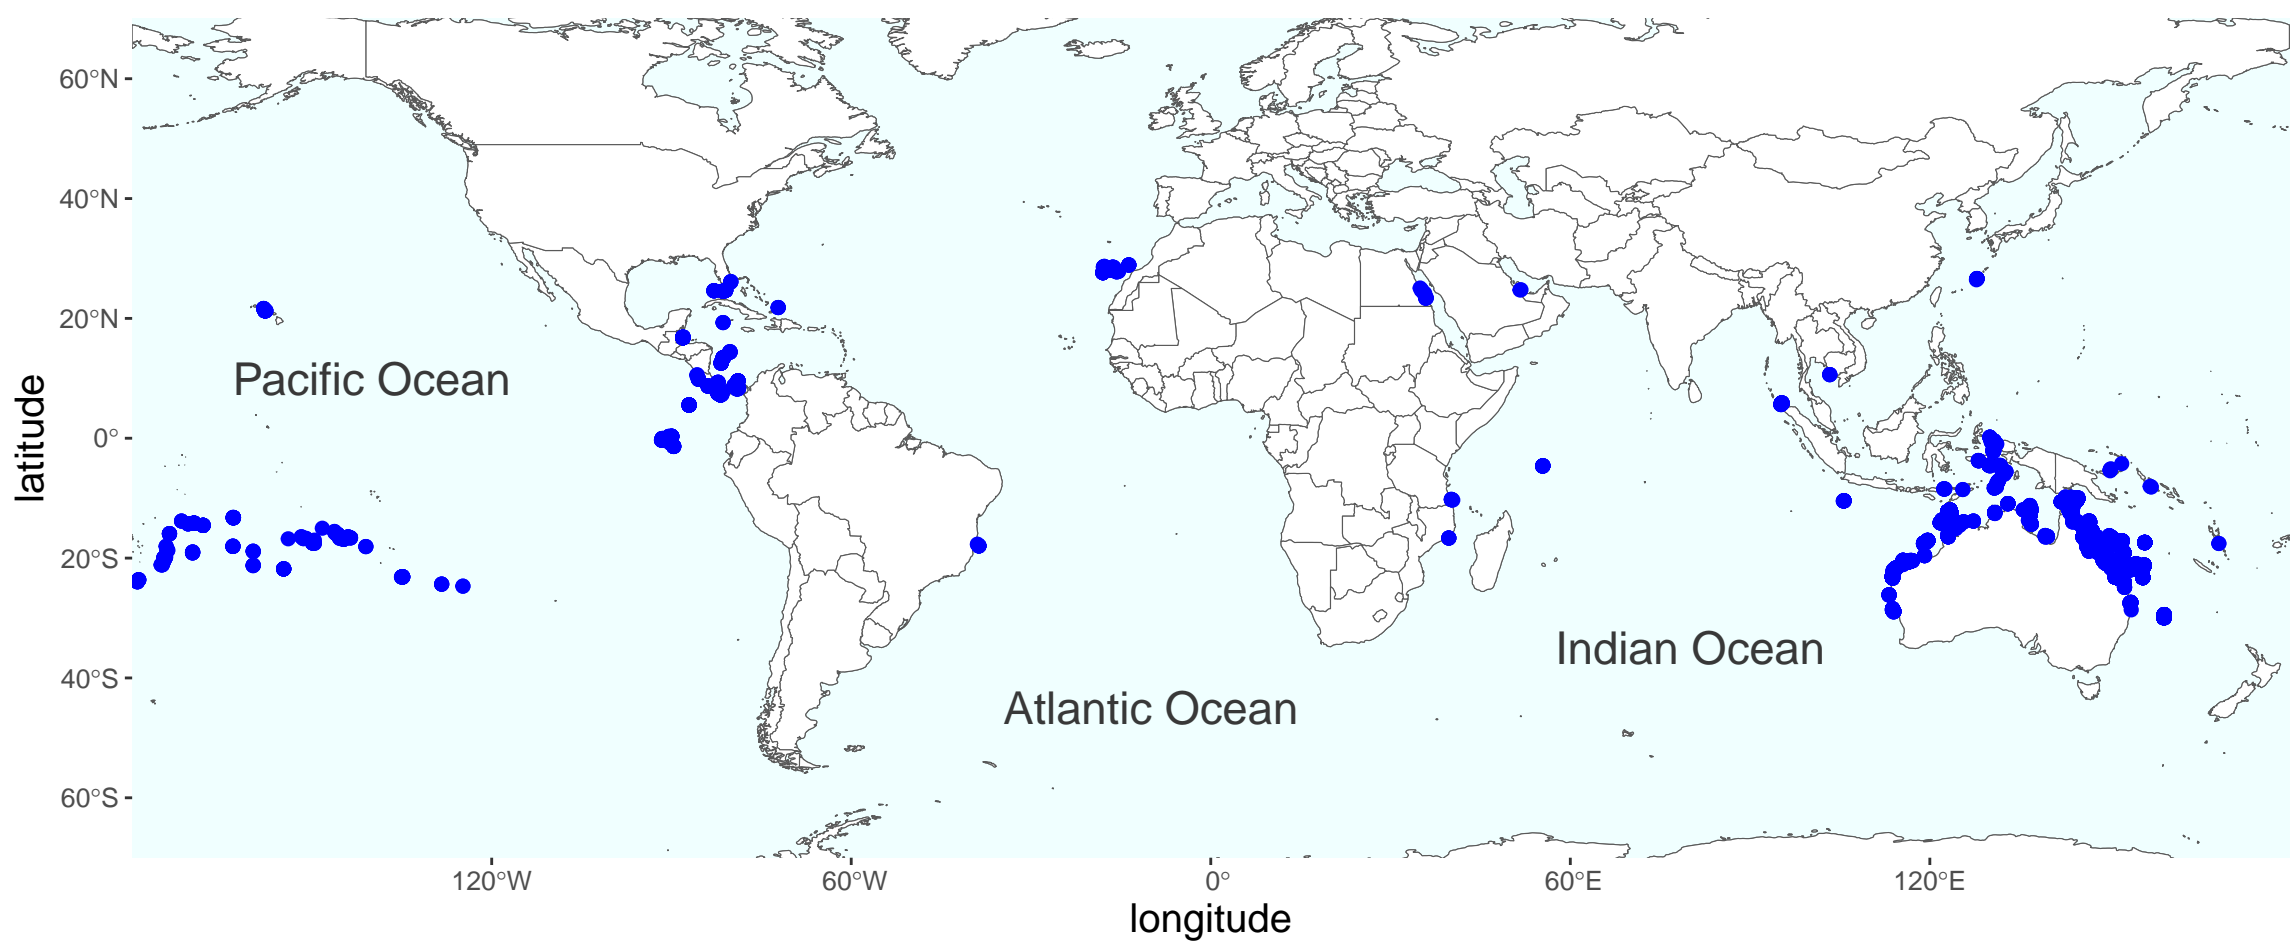 60°N
40°N
20°N
0°
20°S
40°S
60°S
latitude
Pacific Ocean
Indian Ocean
Atlantic Ocean
120°W
60°W
0°
60°E
120°E
longitude